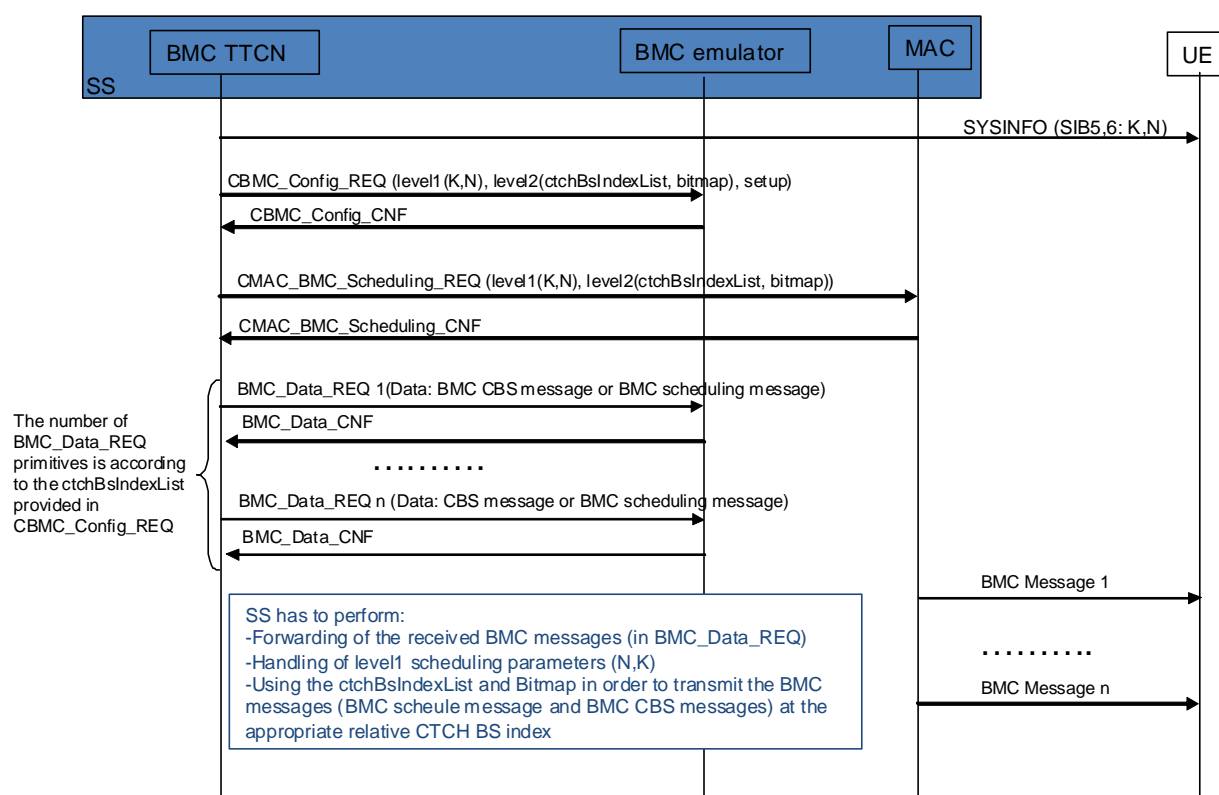 BMC TTCN
BMC emulator
MAC
UE
SS
SYSINFO (SIB5,6: K,N)
CBMC_Config_REQ (level1(K,N), level2(ctchBsIndexList, bitmap), setup)
CBMC_Config_CNF
CMAC_BMC_Scheduling_REQ (level1(K,N), level2(ctchBsIndexList, bitmap))
CMAC_BMC_Scheduling_CNF
BMC_Data_REQ 1(Data: BMC CBS message or BMC scheduling message)
BMC_Data_CNF
..........
BMC_Data_REQ n (Data: CBS message or BMC scheduling message)
BMC_Data_CNF
The number of
BMC_Data_REQ
primitives is according
to the ctchBsIndexList
provided in
CBMC_Config_REQ
BMC Message 1
..........
BMC Message n
SS has to perform:
-Forwarding of the received BMC messages (in BMC_Data_REQ)
-Handling of level1 scheduling parameters (N,K)
-Using the ctchBsIndexList and Bitmap in order to transmit the BMC
messages (BMC scheule message and BMC CBS messages) at the
appropriate relative CTCH BS index